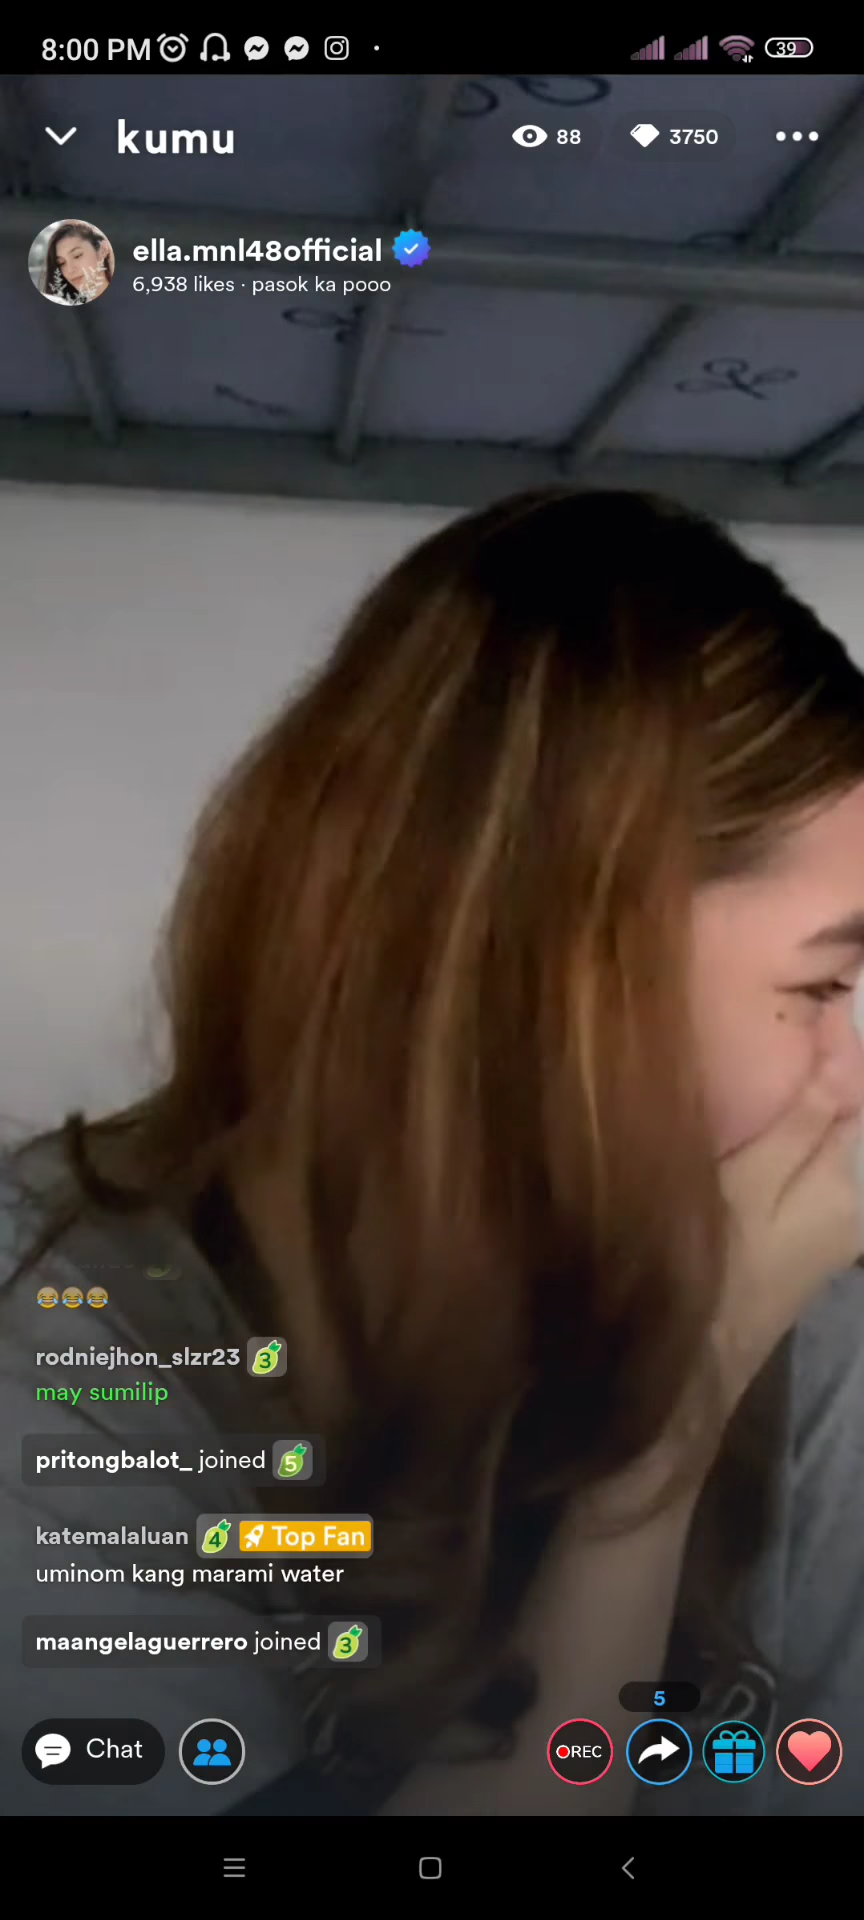 8:00 PM
39
kumu
88
3750
ella.mnl48official
6,938 likes · pasok ka pooo
😂😂😂
rodniejhon_slzr23 3
may sumilip
pritongbalot_ joined 5
katemalaluan 4 Top Fan
uminom kang marami water
maangelaguerrero joined 3
5
Chat
REC